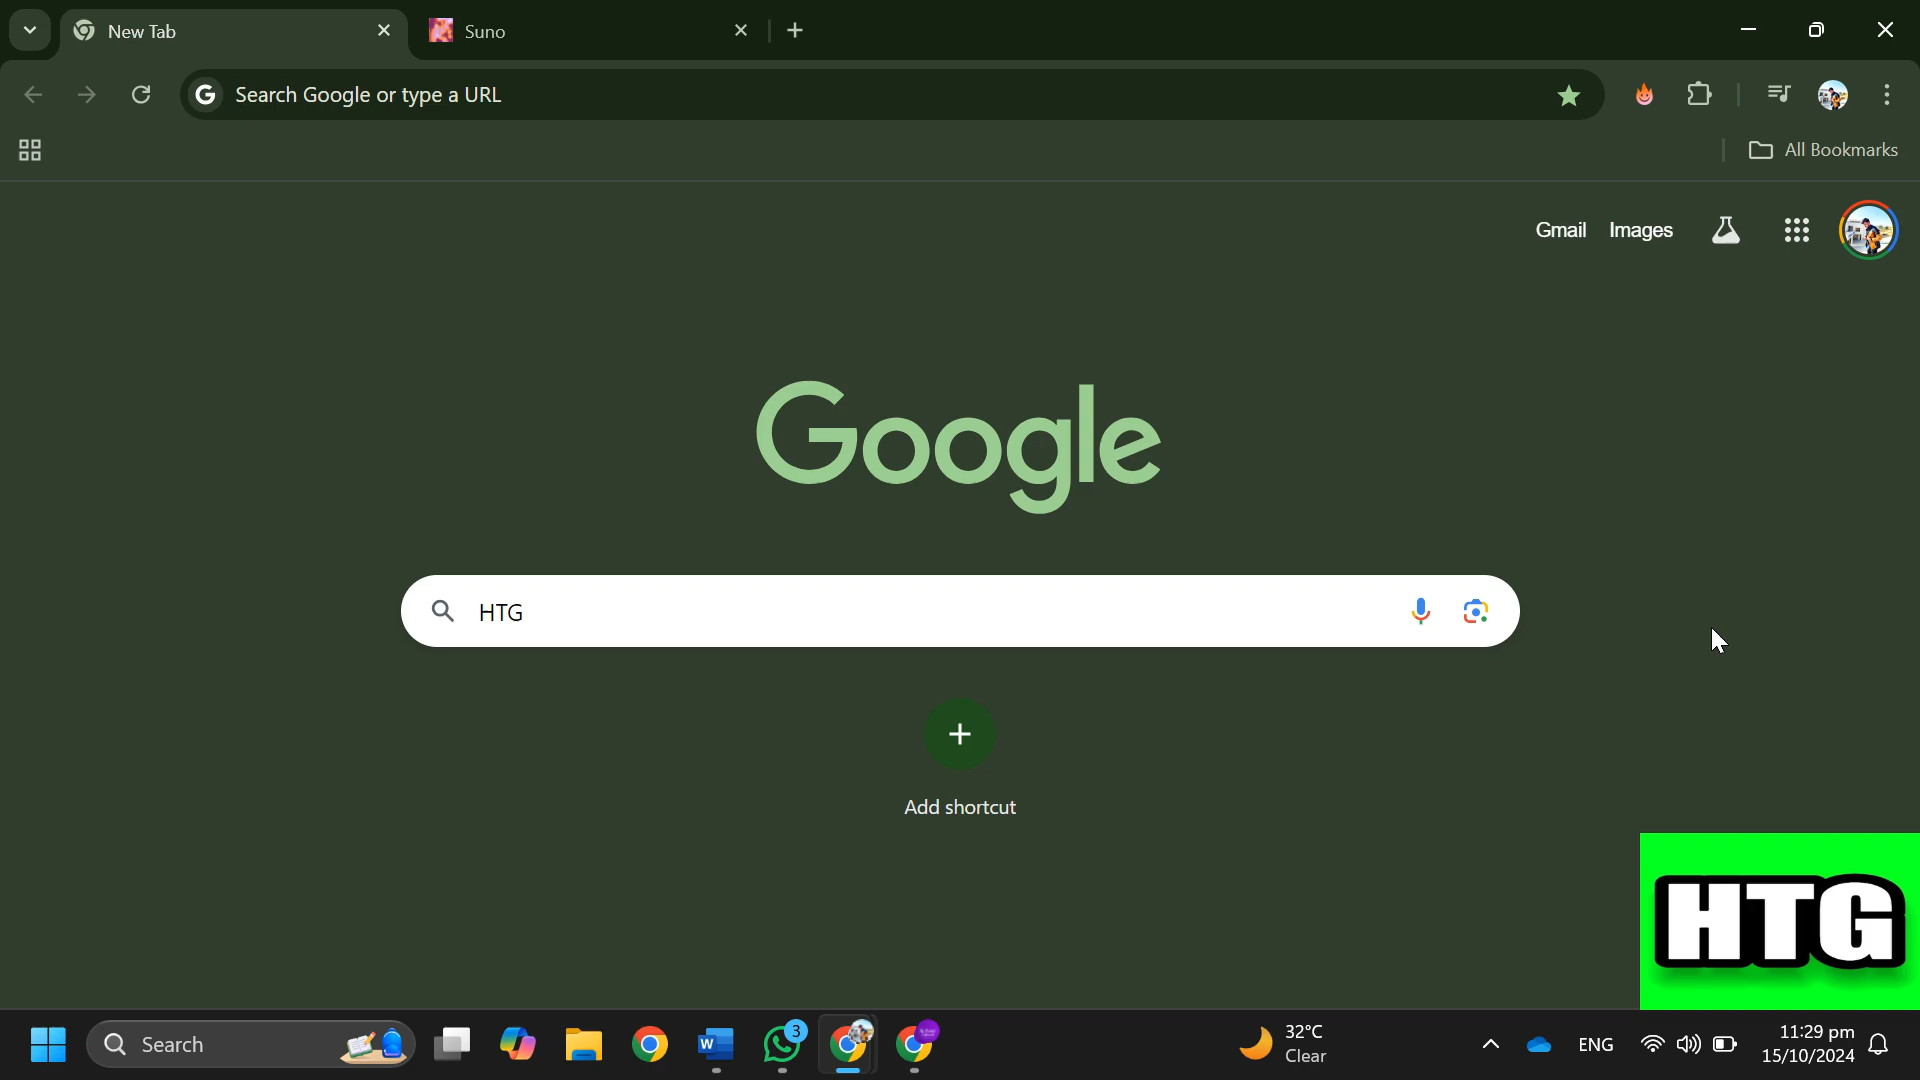 New Tab
Suno
Search Google or type a URL
All Bookmarks
Gmail Images
Google
HTG
Add shortcut
HTG
Search
W
3
32°C
Clear
ENG
11:29 pm
15/10/2024